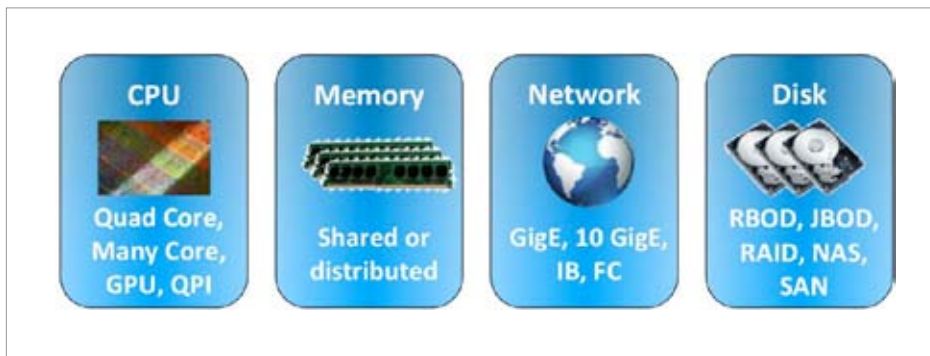 CPU
Quad Core,
Many Core,
GPU, QPI
Memory
Shared or
distributed
Network
GigE, 10 GigE,
IB, FC
Disk
RBOD, JBOD,
RAID, NAS,
SAN